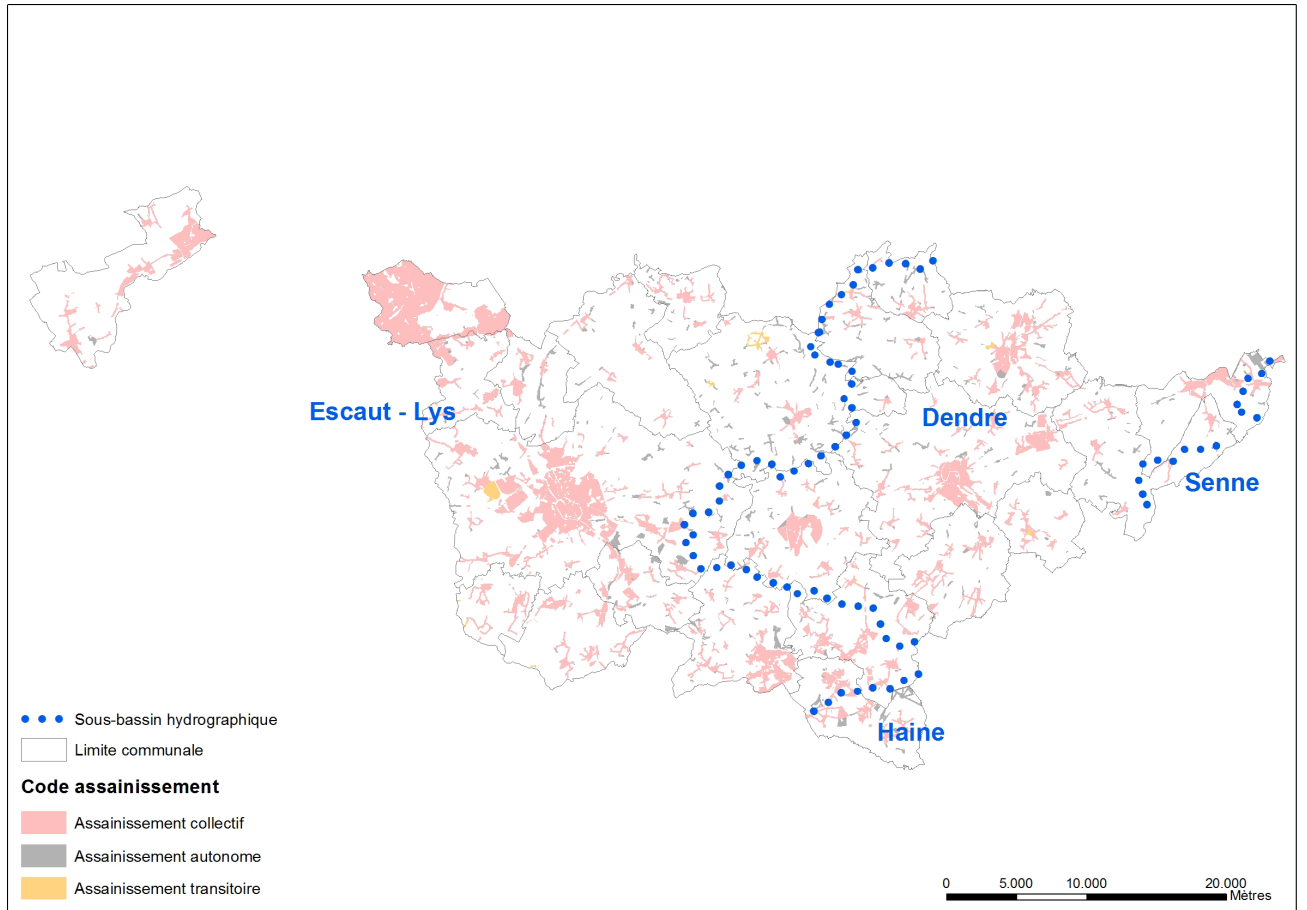 Escaut - Lys
Dendre
Senne
Haine
Sous-bassin hydrographique
Limite communale
Code assainissement
Assainissement collectif
Assainissement autonome
Assainissement transitoire
0 5.000 10.000 20.000
Mètres